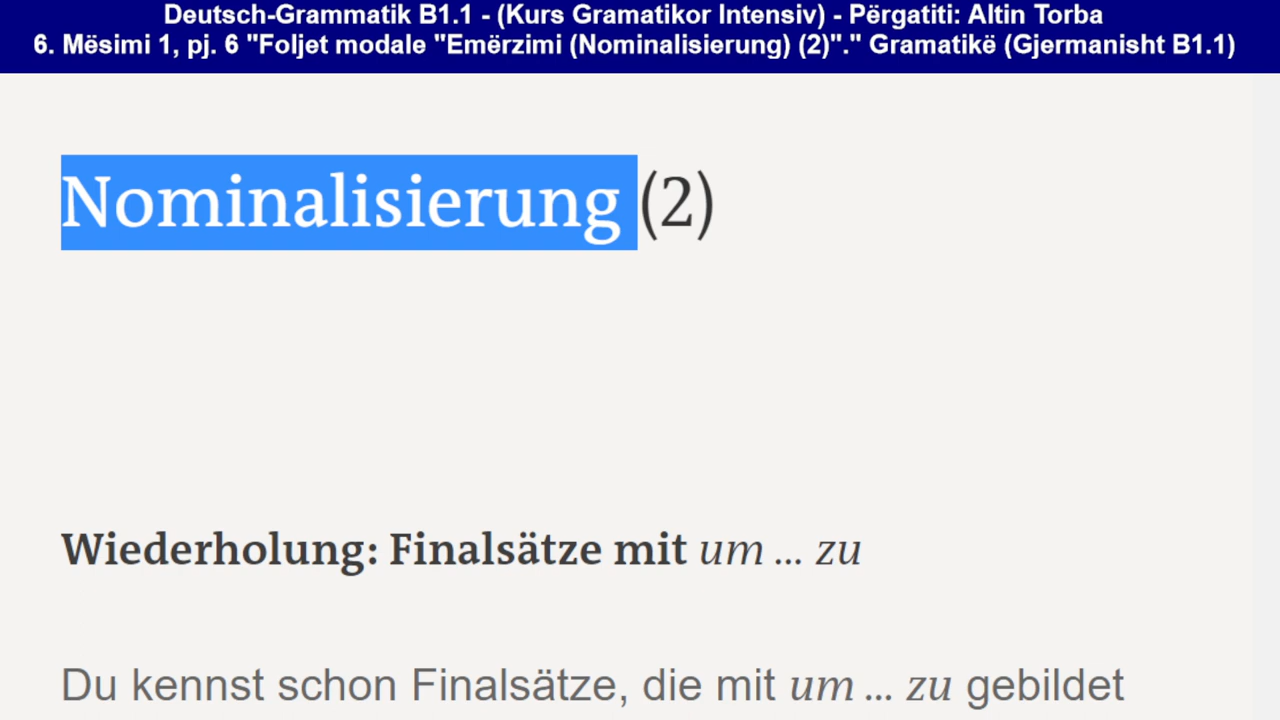 Deutsch-Grammatik B1.1 - (Kurs Gramatikor Intensiv) - Përgatiti: Altin Torba
6. Mësimi 1, pj. 6 "Foljet modale "Emërzimi (Nominalisierung) (2)"." Gramatikë (Gjermanisht B1.1)
Nominalisierung (2)
Wiederholung: Finalsätze mit um ... zu
Du kennst schon Finalsätze, die mit um ... zu gebildet